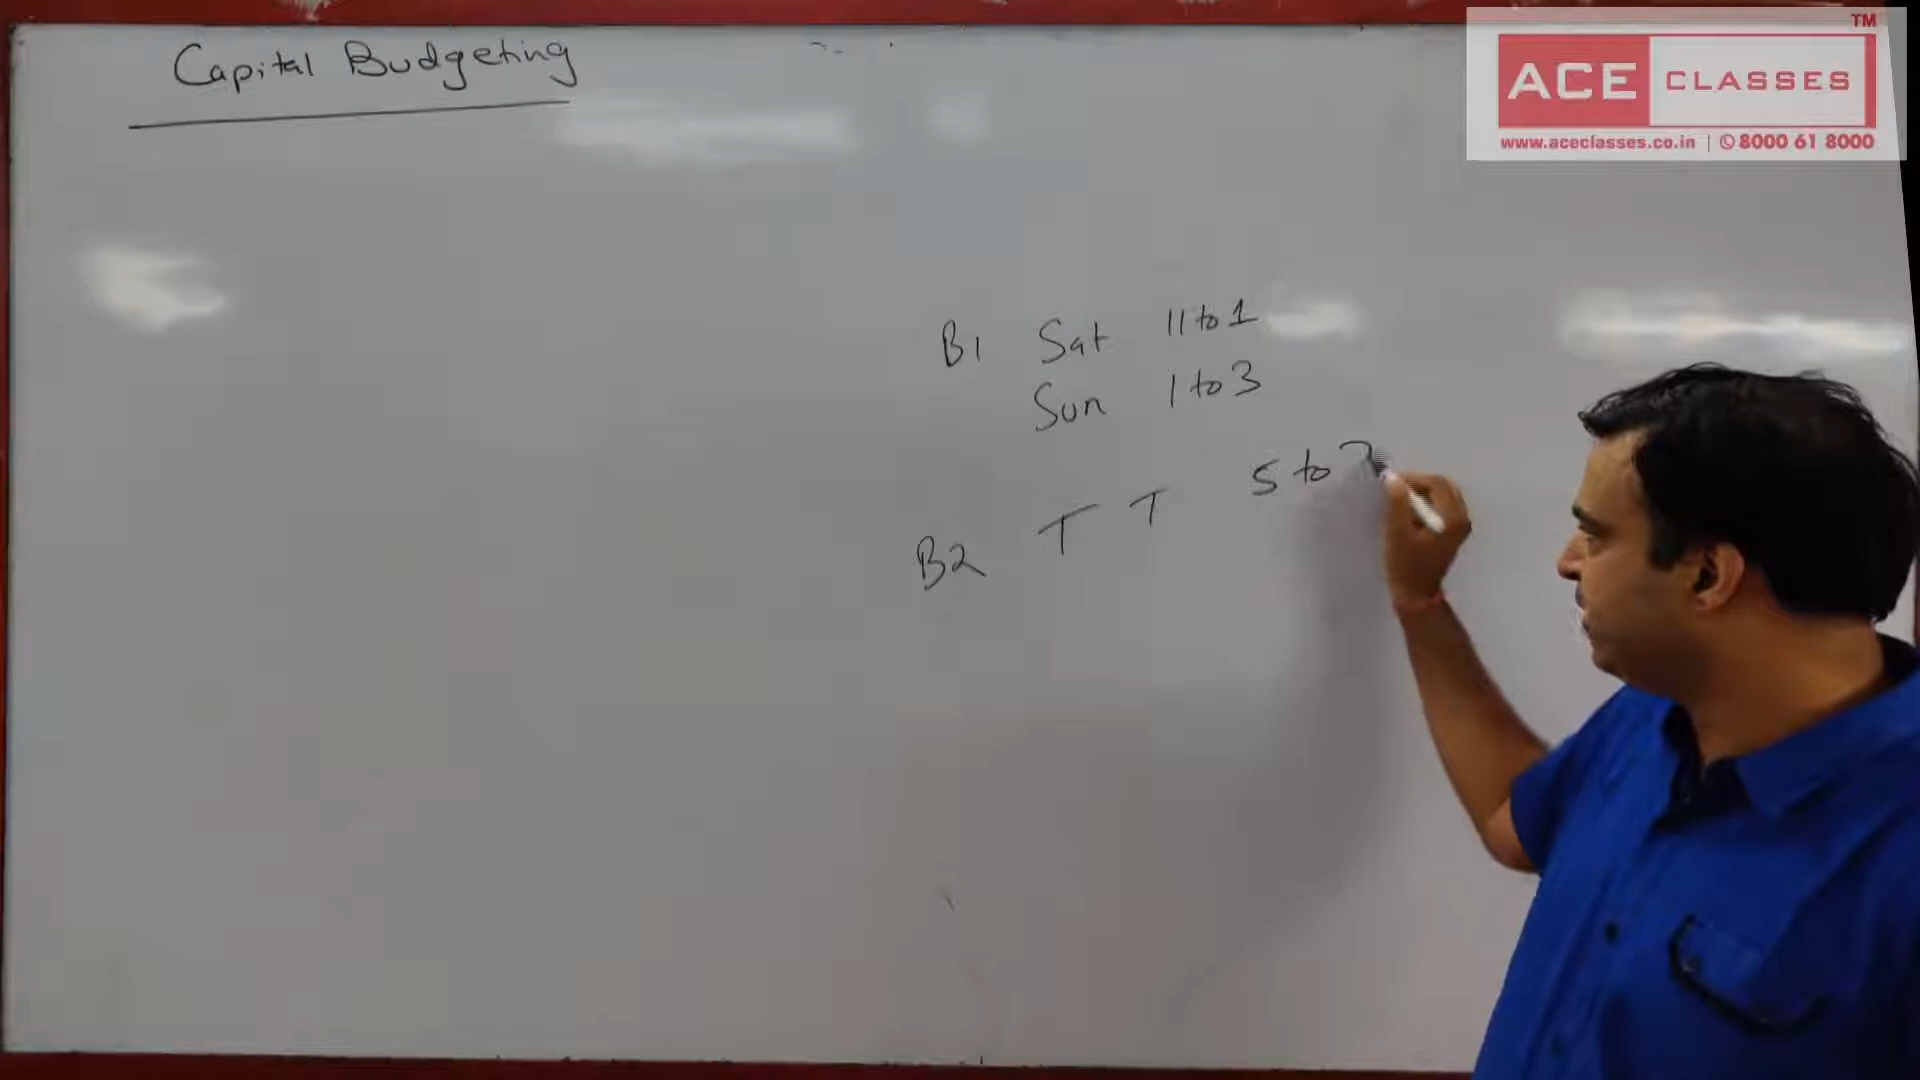 Capital Budgeting
TM
ACE CLASSES
www.aceclasses.co.in | 8000 61 8000
B1 Sat 11 to 1
Sun 1 to 3
B2 T T 5 to 7